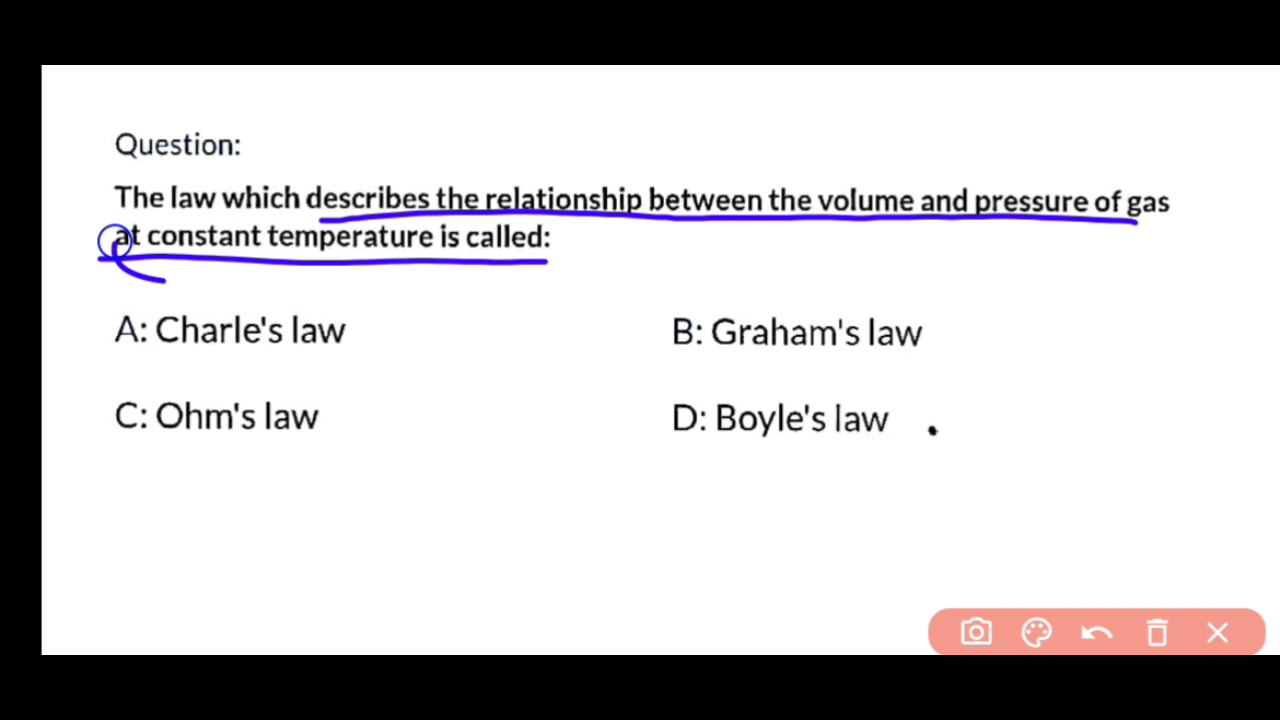 Question:
The law which describes the relationship between the volume and pressure of gas
at constant temperature is called:
A: Charle's law
B: Graham's law
C: Ohm's law
D: Boyle's law